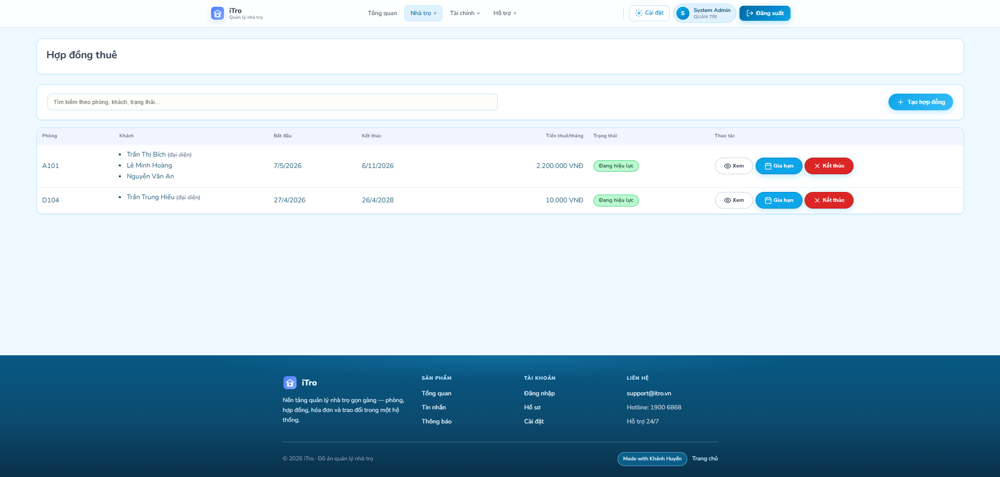 iTro
Quản lý nhà trọ
Tổng quan
Nhà trọ
Tài chính
Hỗ trợ
Cài đặt
S
System Admin
QUẢN TRỊ
Đăng xuất
Hợp đồng thuê
Tìm kiếm theo phòng, khách, trạng thái...
Tạo hợp đồng
Phòng Khách Bắt đầu Kết thúc Tiền thuê/tháng Trạng thái Thao tác
Trần Thị Bích (đại diện)
A101 Lê Minh Hoàng 7/5/2026 6/11/2026 2.200.000 VNĐ Đang hiệu lực Xem Gia hạn Kết thúc
Nguyễn Văn An
D104 Trần Trung Hiếu (đại diện) 27/4/2026 26/4/2028 10.000 VNĐ Đang hiệu lực Xem Gia hạn Kết thúc
iTro
Nền tảng quản lý nhà trọ gọn gàng — phòng,
hợp đồng, hóa đơn và trao đổi trong một hệ
thống.
SẢN PHẨM
Tổng quan
Tin nhắn
Thông báo
TÀI KHOẢN
Đăng nhập
Hồ sơ
Cài đặt
LIÊN HỆ
support@itro.vn
Hotline: 1900 6868
Hỗ trợ 24/7
© 2026 iTro · Đồ án quản lý nhà trọ
Made with Khánh Huyền
Trang chủ